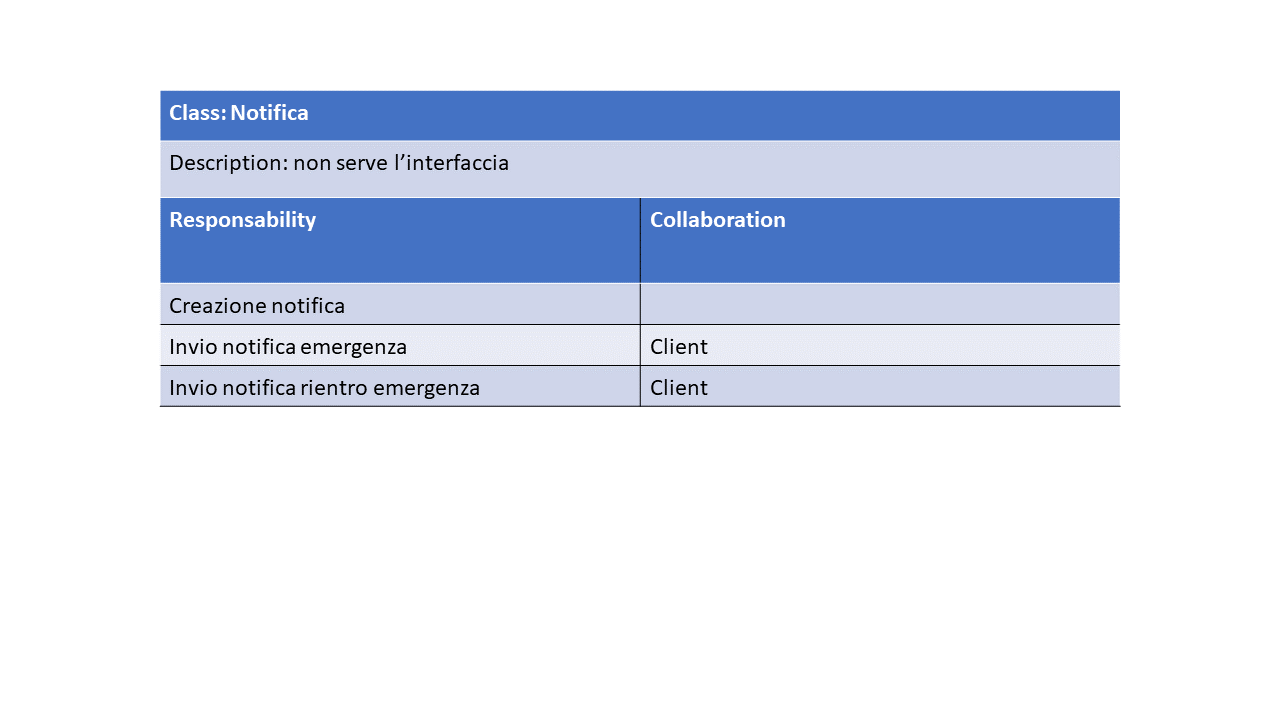 Class: Notifica
Description: non serve l’interfaccia
Responsability
Collaboration
Creazione notifica
Invio notifica emergenza
Client
Invio notifica rientro emergenza
Client